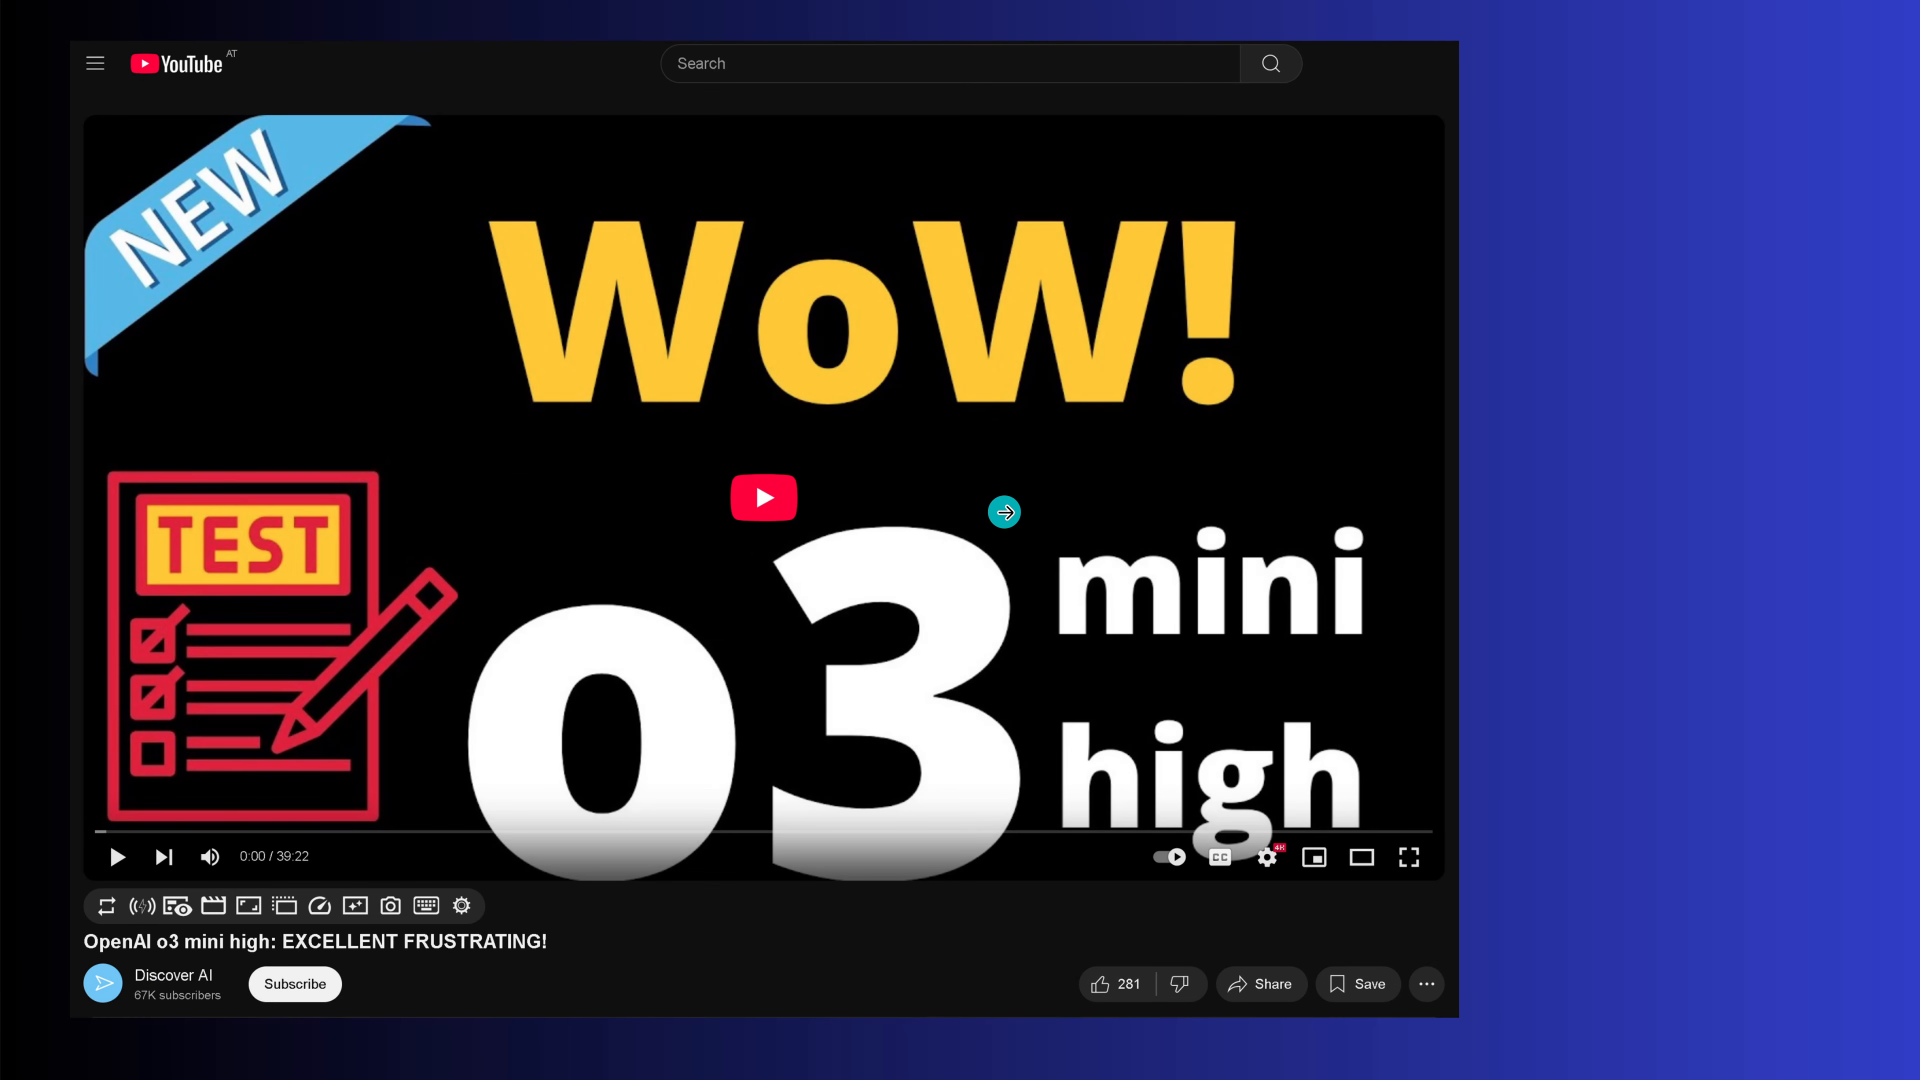 YouTube AT
Search
NEW
WoW!
TEST
o3
mini
high
0:00 / 39:22
CC
4K
OpenAI o3 mini high: EXCELLENT FRUSTRATING!
Discover AI
67K subscribers
Subscribe
281
Share
Save